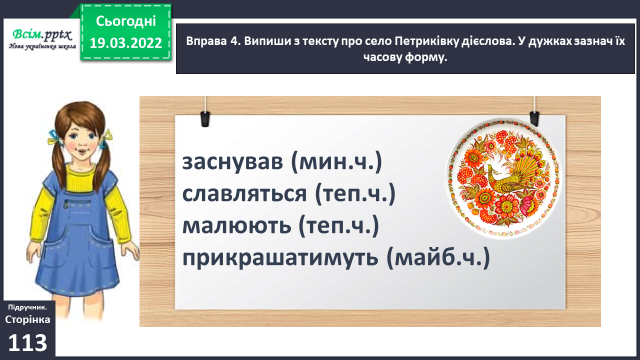 Всім.pptx
Нова українська школа
Сьогодні
19.03.2022
Вправа 4. Випиши з тексту про село Петриківку дієслова. У дужках зазнач їх
часову форму.
заснував (мин.ч.)
славляться (теп.ч.)
малюють (теп.ч.)
прикрашатимуть (майб.ч.)
Підручник.
Сторінка
113